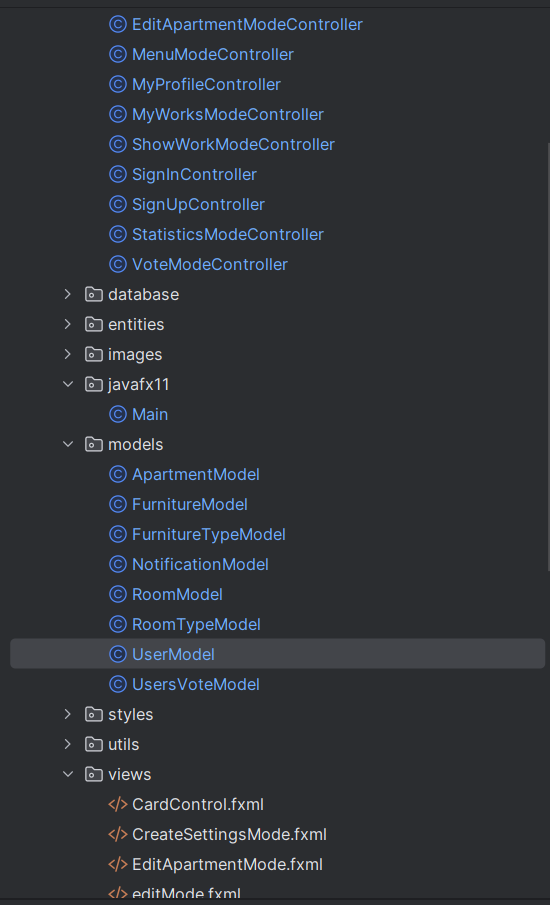 EditApartmentModeController
MenuModeController
MyProfileController
MyWorksModeController
ShowWorkModeController
SignInController
SignUpController
StatisticsModeController
VoteModeController
database
entities
images
javafx11
Main
models
ApartmentModel
FurnitureModel
FurnitureTypeModel
NotificationModel
RoomModel
RoomTypeModel
UserModel
UsersVoteModel
styles
utils
views
CardControl.fxml
CreateSettingsMode.fxml
EditApartmentMode.fxml
editMode.fxml